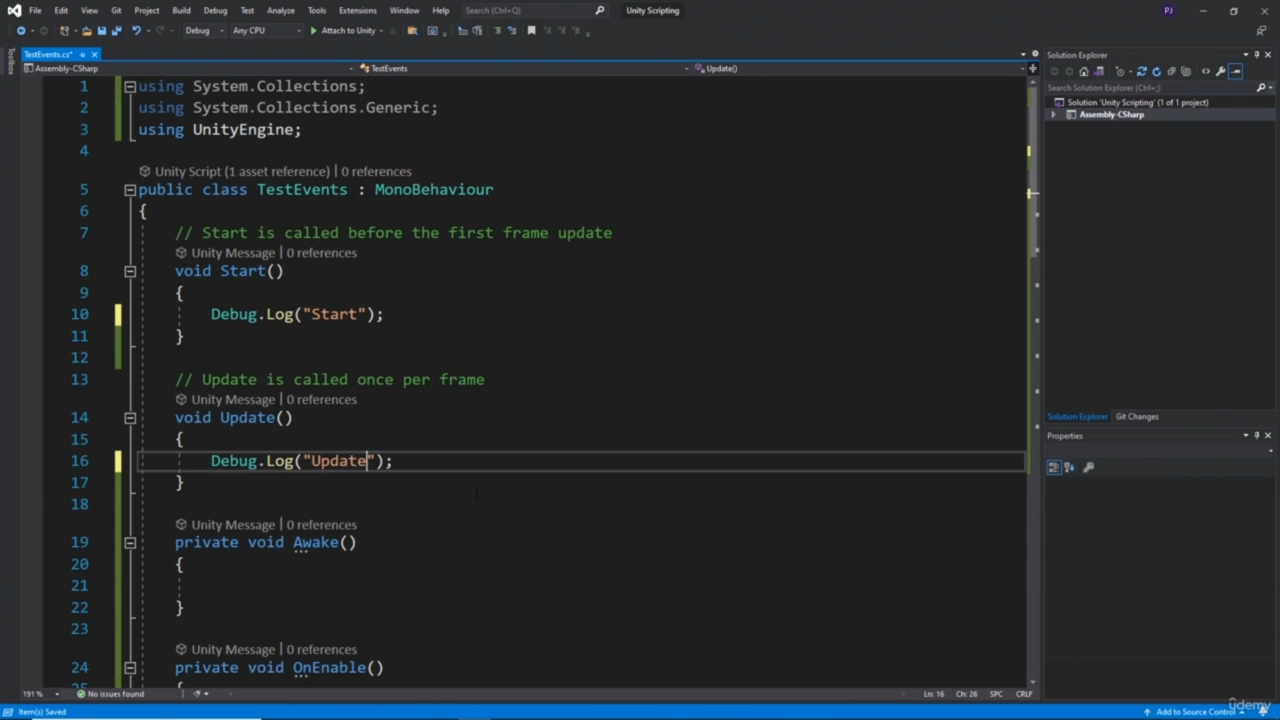 File Edit View Git Project Build Debug Test Analyze Tools Extensions Window Help Search (Ctrl+Q) Unity Scripting PJ
Debug Any CPU Attach to Unity
TestEvents.cs*
Toolbox
Assembly-CSharp TestEvents Update()
1 using System.Collections;
2 using System.Collections.Generic;
3 using UnityEngine;
4
Unity Script (1 asset reference) | 0 references
5 public class TestEvents : MonoBehaviour
6 {
7 // Start is called before the first frame update
Unity Message | 0 references
8 void Start()
9 {
10 Debug.Log("Start");
11 }
12
13 // Update is called once per frame
Unity Message | 0 references
14 void Update()
15 {
16 Debug.Log("Update");
17 }
18
Unity Message | 0 references
19 private void Awake()
20 {
21
22 }
23
Unity Message | 0 references
24 private void OnEnable()
25 {
191 % No issues found Ln: 16 Ch: 26 SPC CRLF
Solution Explorer
Search Solution Explorer (Ctrl+;)
Solution 'Unity Scripting' (1 of 1 project)
Assembly-CSharp
Solution Explorer Git Changes
Properties
Item(s) Saved Add to Source Control
ûdemy